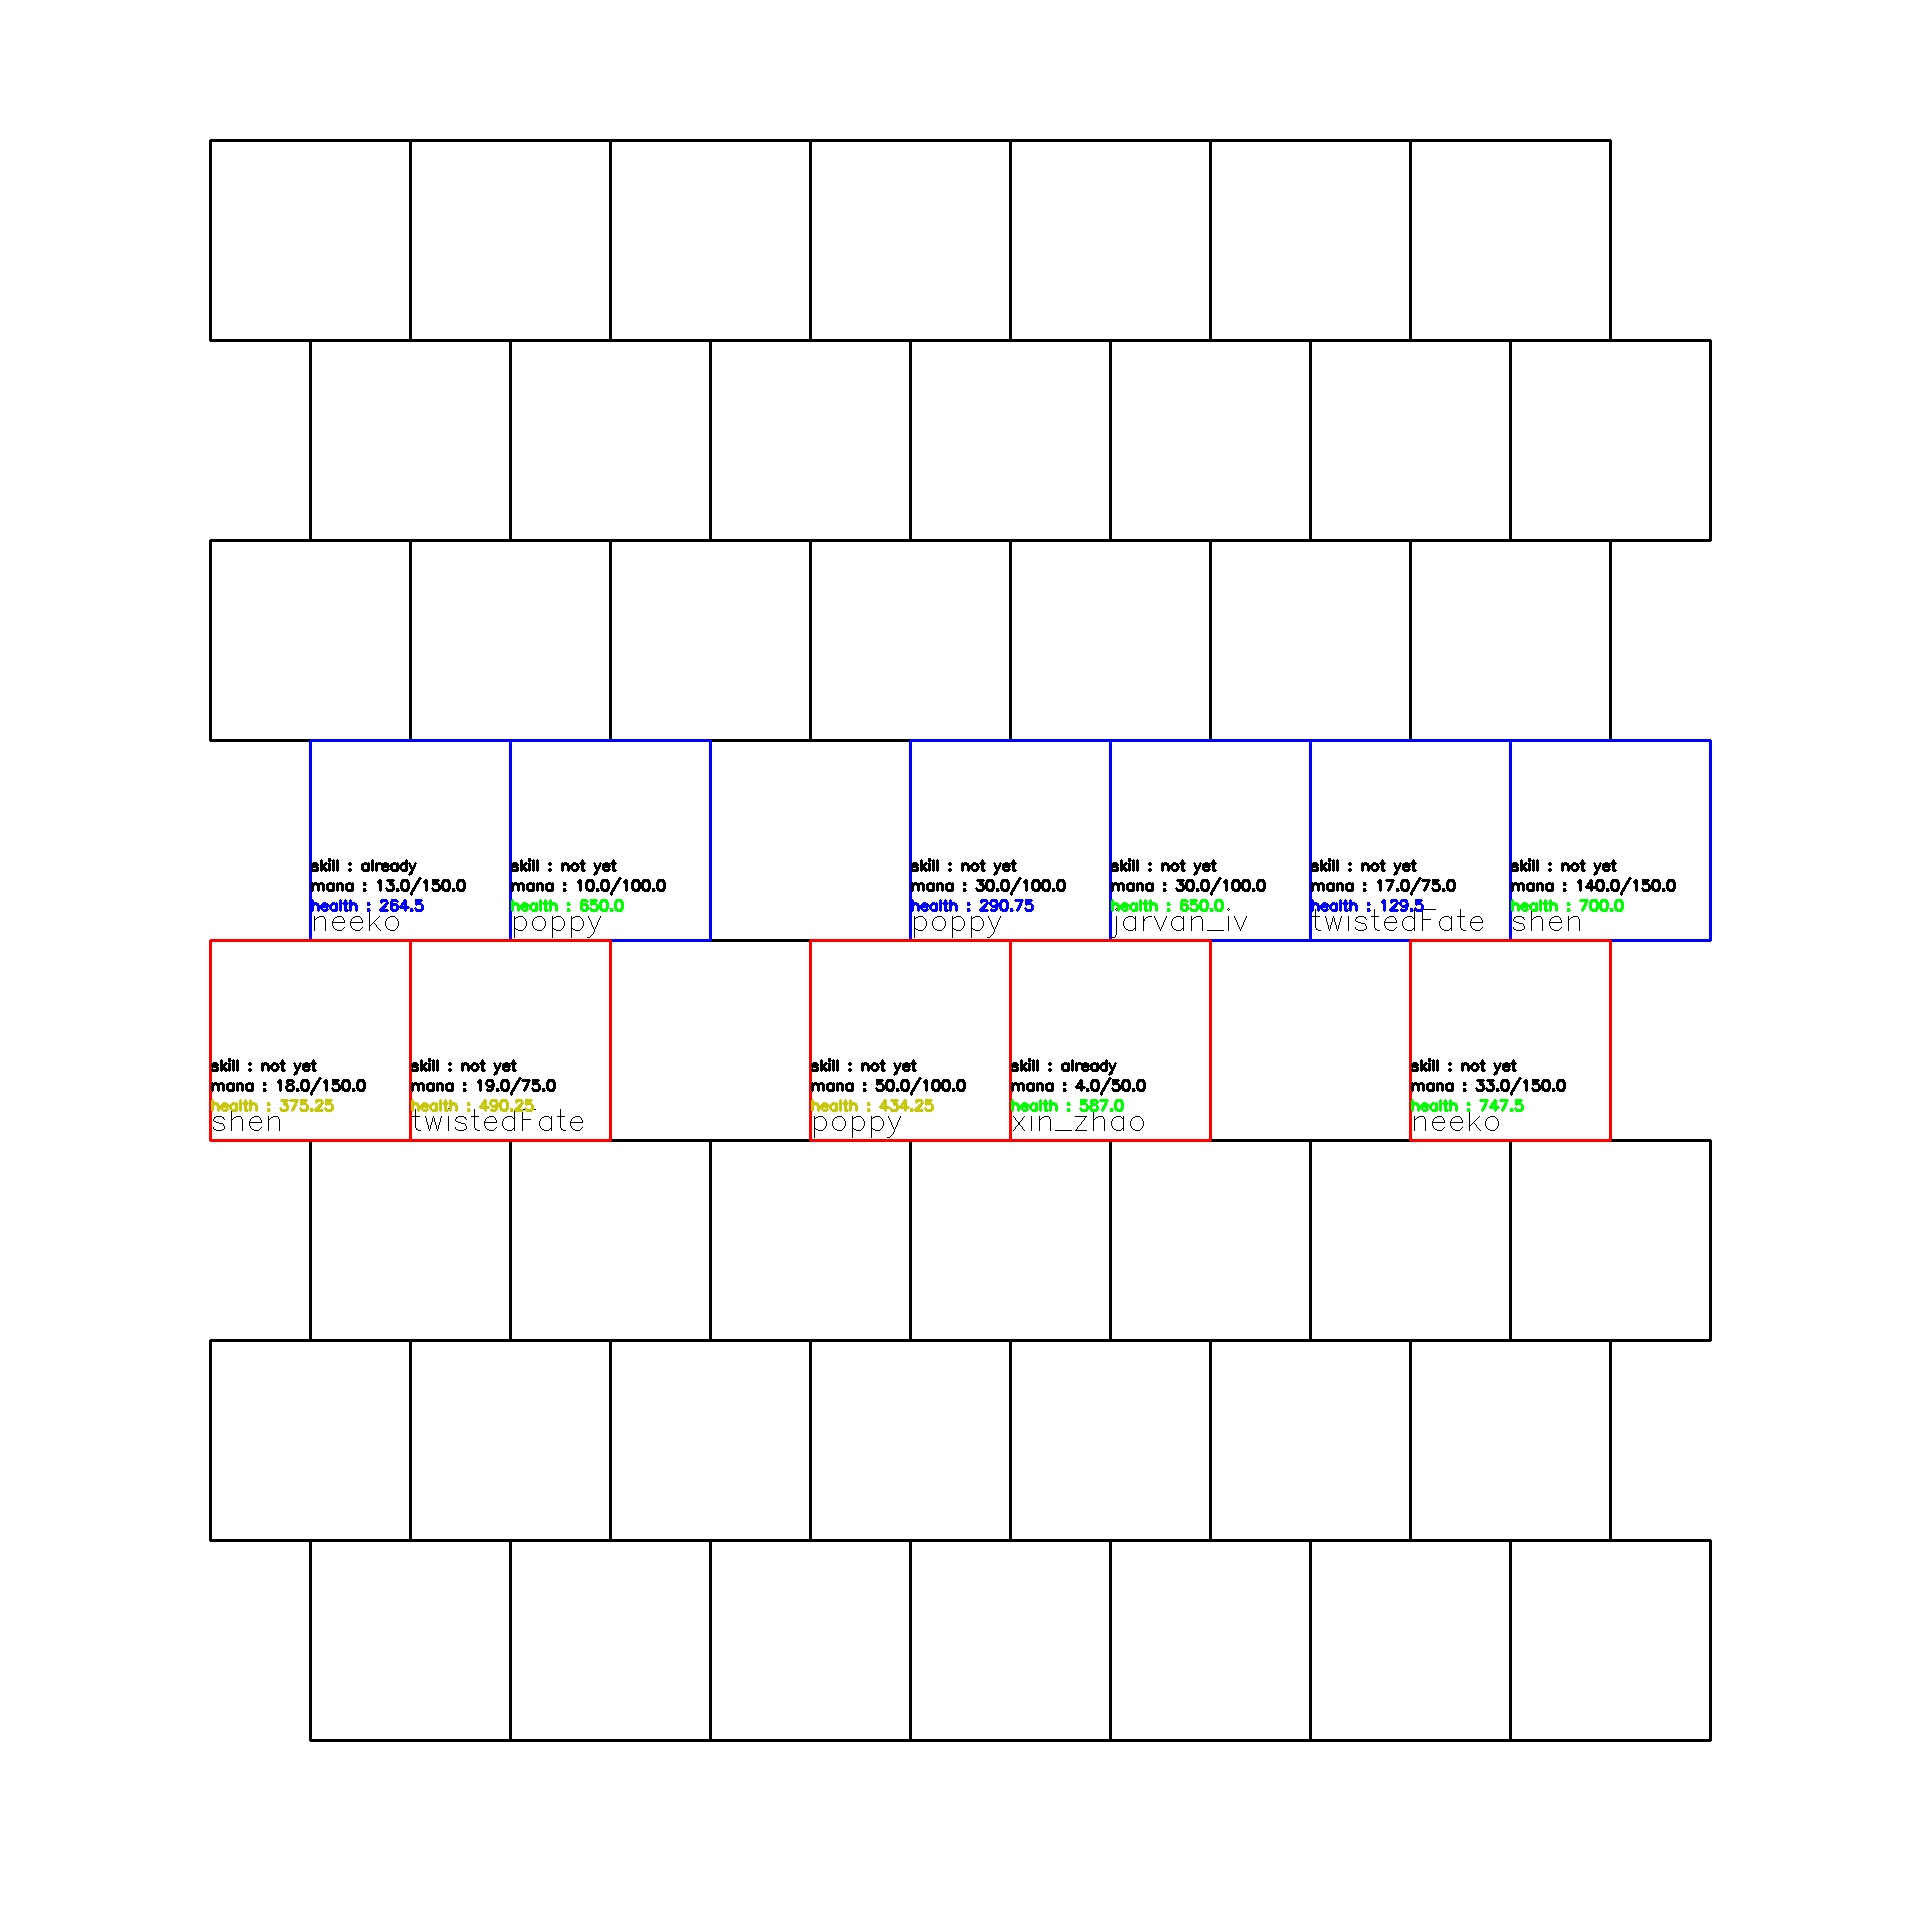 skill : already
mana : 13.0/150.0
health : 264.5
neeko
skill : not yet
mana : 10.0/100.0
health : 650.0
poppy
skill : not yet
mana : 30.0/100.0
health : 290.75
poppy
skill : not yet
mana : 30.0/100.0
health : 650.0
jarvan_iv
skill : not yet
mana : 17.0/75.0
health : 129.5
twistedFate
skill : not yet
mana : 140.0/150.0
health : 700.0
shen
skill : not yet
mana : 18.0/150.0
health : 375.25
shen
skill : not yet
mana : 19.0/75.0
health : 490.25
twistedFate
skill : not yet
mana : 50.0/100.0
health : 434.25
poppy
skill : already
mana : 4.0/50.0
health : 587.0
xin_zhao
skill : not yet
mana : 33.0/150.0
health : 747.5
neeko